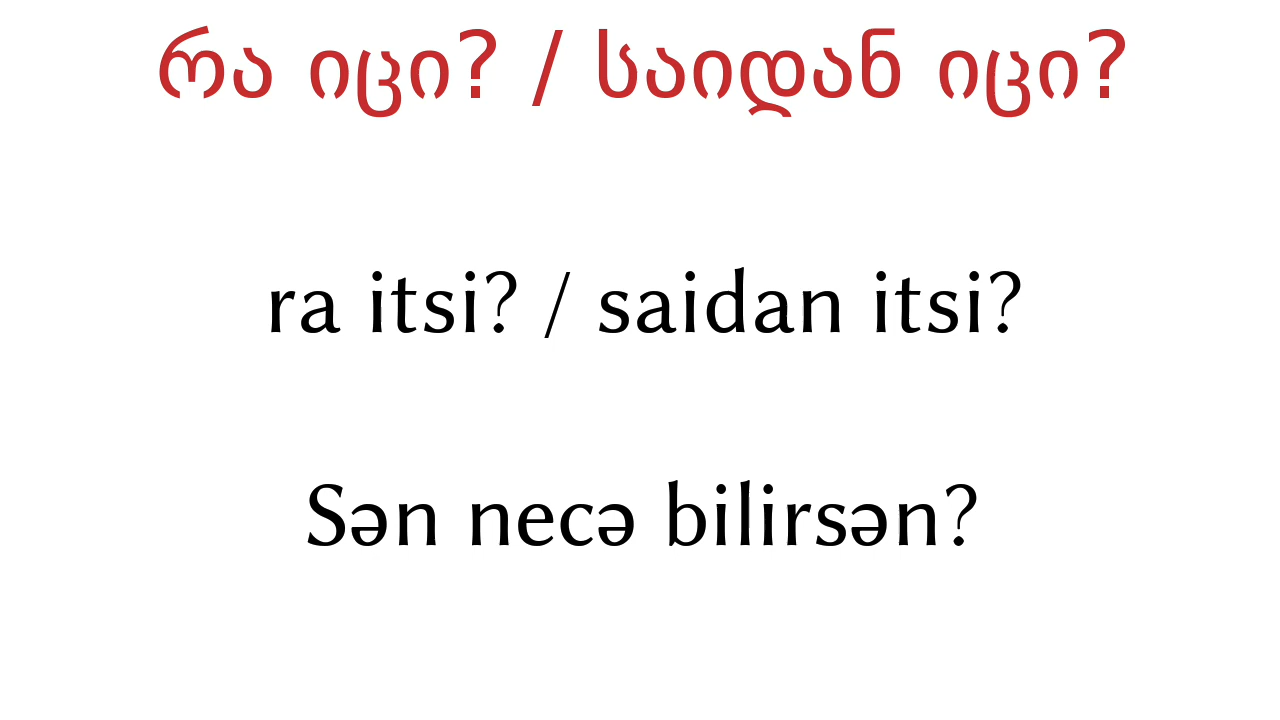 რა იცი? / საიდან იცი?
ra itsi? / saidan itsi?
Sən necə bilirsən?